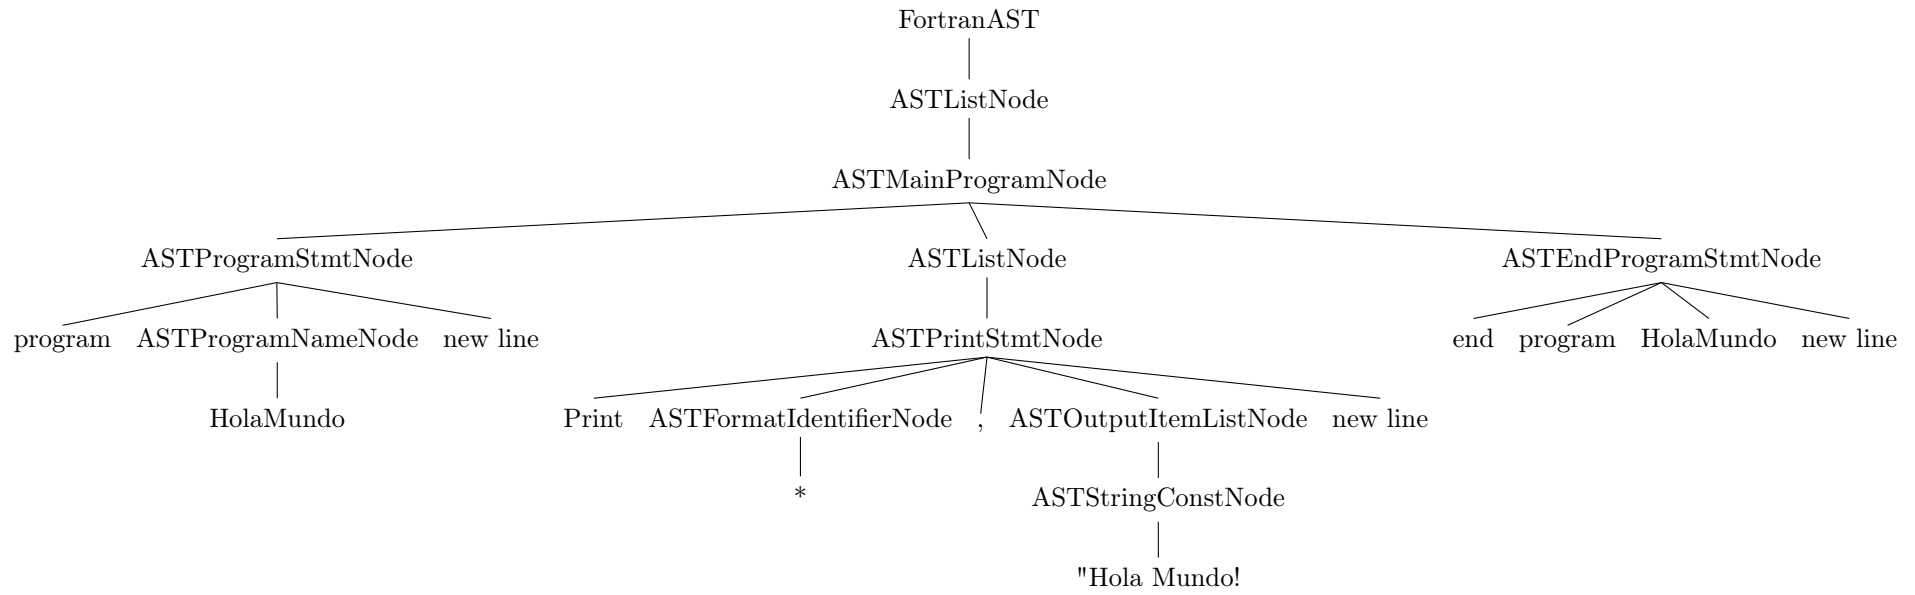 FortranAST
ASTListNode
ASTMainProgramNode
ASTProgramStmtNode ASTListNode ASTEndProgramStmtNode
program ASTProgramNameNode new line ASTPrintStmtNode end program HolaMundo new line
HolaMundo Print ASTFormatIdentifierNode , ASTOutputItemListNode new line
* ASTStringConstNode
"Hola Mundo!